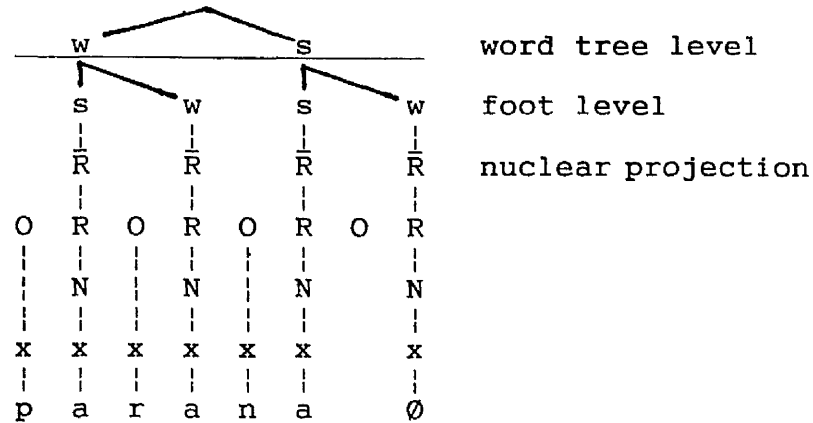 w s word tree level
s w s w foot level
R̄ R̄ R̄ R̄ nuclear projection
O R O R O R O R
N N N N
x x x x x x x
p a r a n a Ø